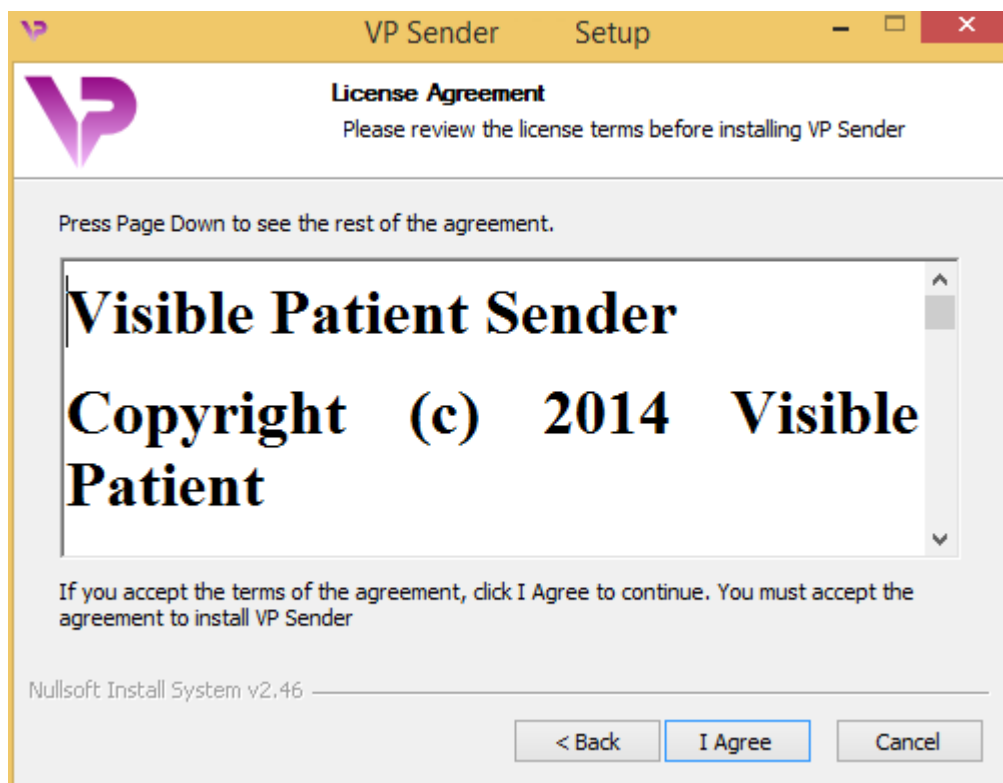 VP Sender Setup
VP
License Agreement
Please review the license terms before installing VP Sender
Press Page Down to see the rest of the agreement.
Visible Patient Sender
Copyright (c) 2014 Visible
Patient
If you accept the terms of the agreement, click I Agree to continue. You must accept the
agreement to install VP Sender
Nullsoft Install System v2.46
< Back I Agree Cancel